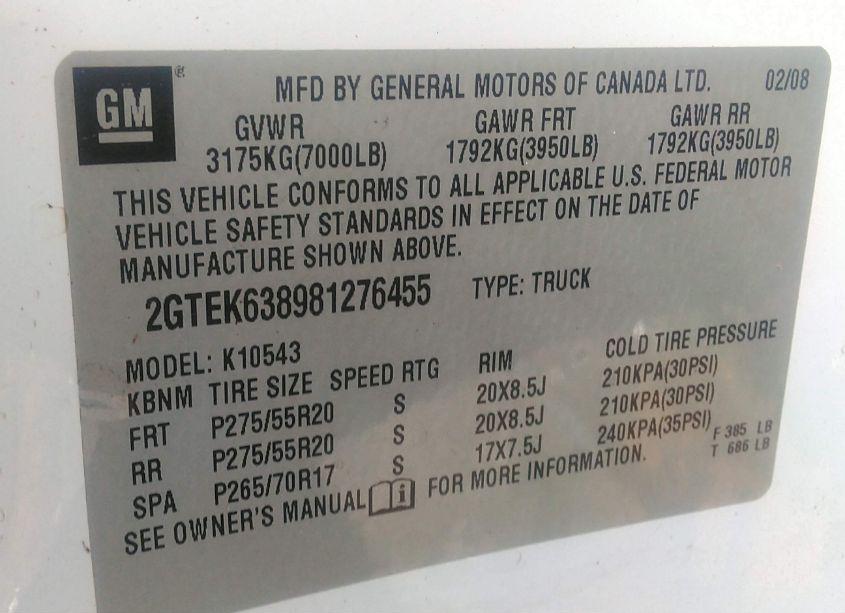 GM
MFD BY GENERAL MOTORS OF CANADA LTD. 02/08
GVWR GAWR FRT GAWR RR
3175KG(7000LB) 1792KG(3950LB) 1792KG(3950LB)
THIS VEHICLE CONFORMS TO ALL APPLICABLE U.S. FEDERAL MOTOR
VEHICLE SAFETY STANDARDS IN EFFECT ON THE DATE OF
MANUFACTURE SHOWN ABOVE.
2GTEK638981276455 TYPE: TRUCK
MODEL: K10543
KBNM TIRE SIZE SPEED RTG RIM COLD TIRE PRESSURE
FRT P275/55R20 S 20X8.5J 210KPA(30PSI)
RR P275/55R20 S 20X8.5J 210KPA(30PSI)
SPA P265/70R17 S 17X7.5J 240KPA(35PSI) F 385 LB
T 686 LB
SEE OWNER'S MANUAL i FOR MORE INFORMATION.